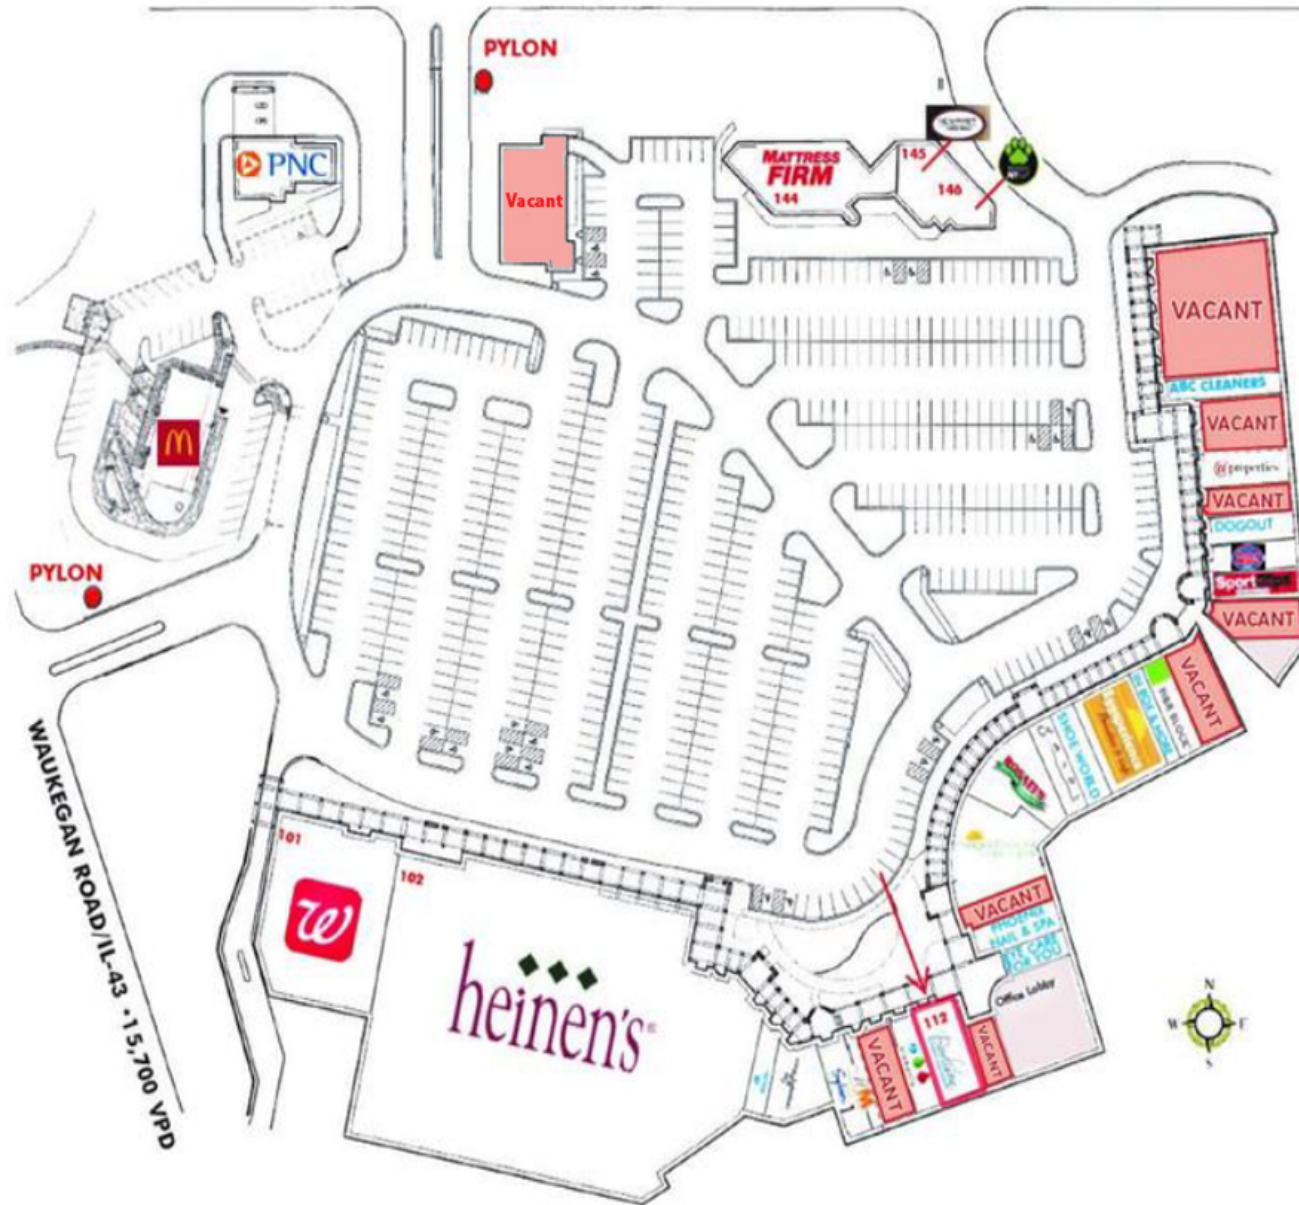 PYLON
PNC
Vacant
MATTRESS
FIRM
144
145
146
VACANT
ABC CLEANERS
VACANT
@properties
VACANT
DOGOUT
Sport
VACANT
PYLON
VACANT
SHOE WORLD
ROSATI'S
WAUKEGAN ROAD/IL-43 •15,700 VPD
101
102
heinen's
VACANT
PHOENIX
NAIL & SPA
EYE CARE
FOR YOU
Office Lobby
112
VACANT
VACANT
N
W
E
S